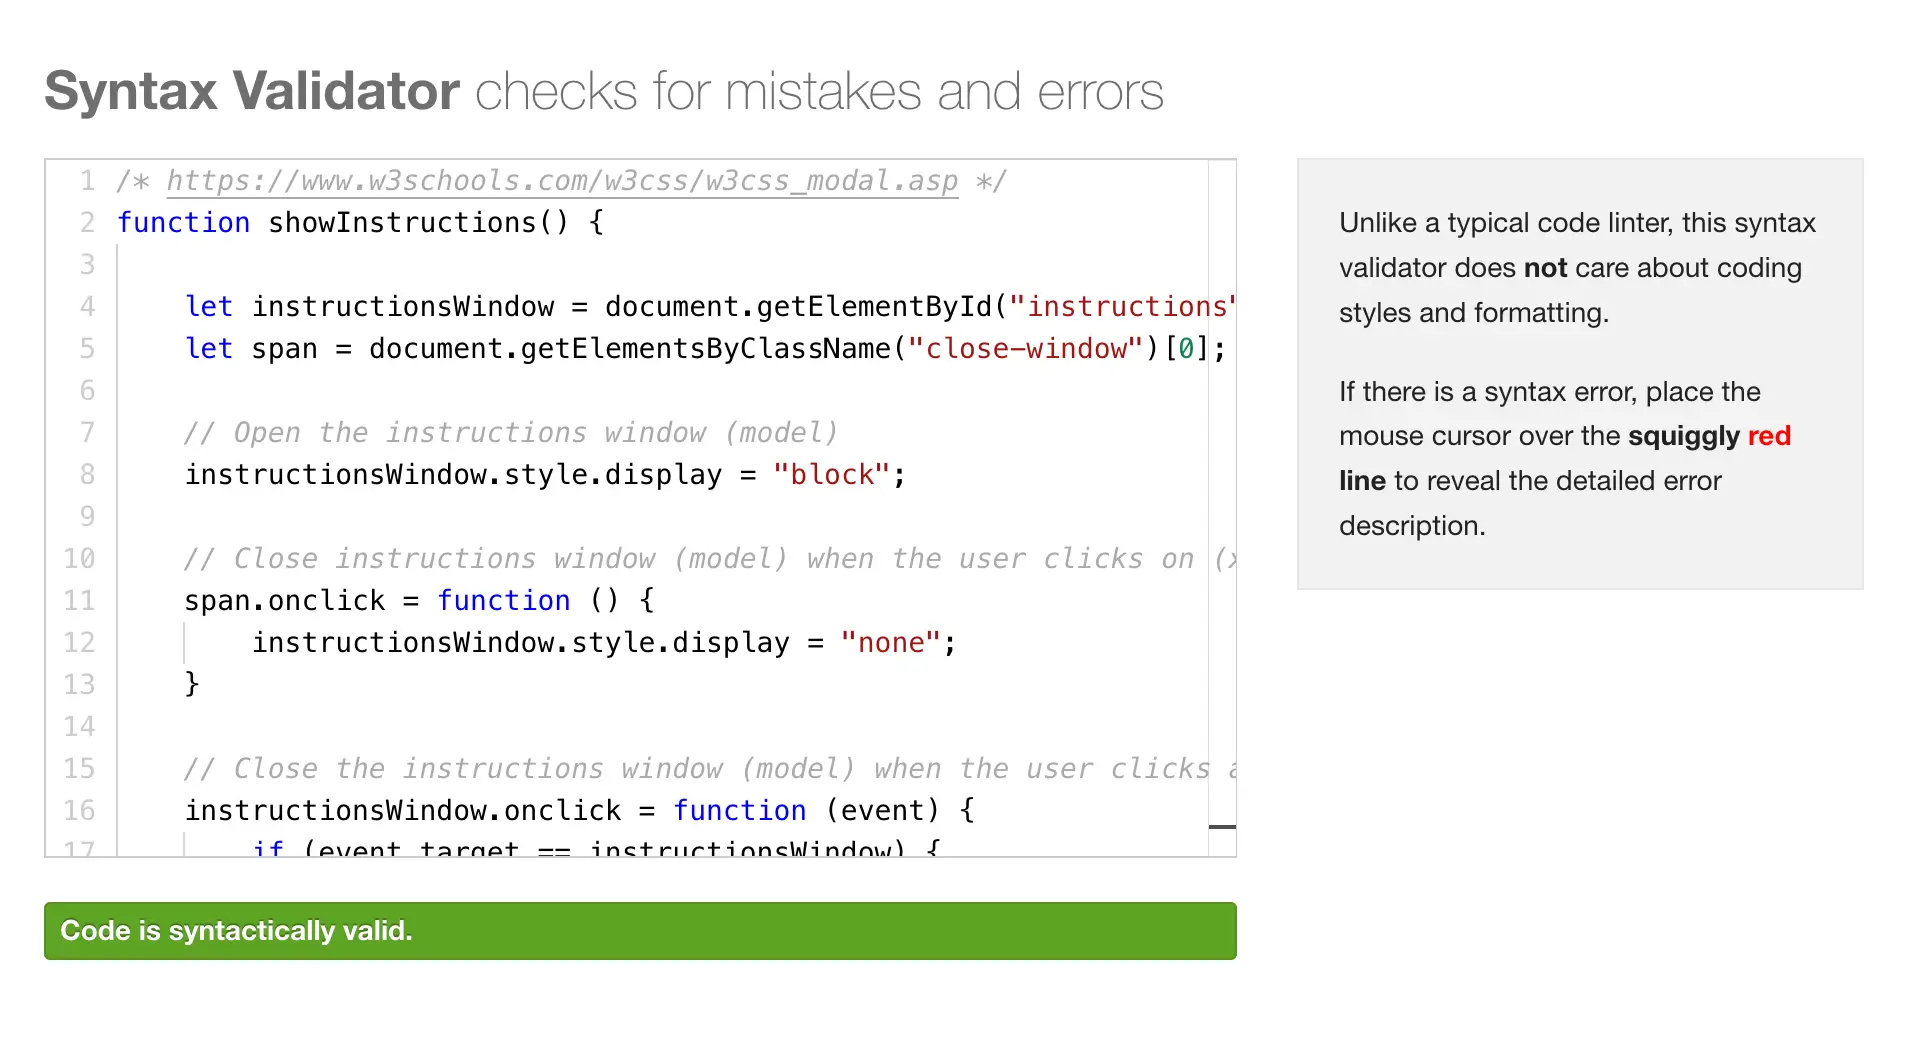 Syntax Validator checks for mistakes and errors
1 /* https://www.w3schools.com/w3css/w3css_modal.asp */
2 function showInstructions() {
3
4 let instructionsWindow = document.getElementById("instructions"
5 let span = document.getElementsByClassName("close-window")[0];
6
7 // Open the instructions window (model)
8 instructionsWindow.style.display = "block";
9
10 // Close instructions window (model) when the user clicks on (x
11 span.onclick = function () {
12 instructionsWindow.style.display = "none";
13 }
14
15 // Close the instructions window (model) when the user clicks a
16 instructionsWindow.onclick = function (event) {
17 if (event.target == instructionsWindow) {
Code is syntactically valid.
Unlike a typical code linter, this syntax
validator does not care about coding
styles and formatting.
If there is a syntax error, place the
mouse cursor over the squiggly red
line to reveal the detailed error
description.